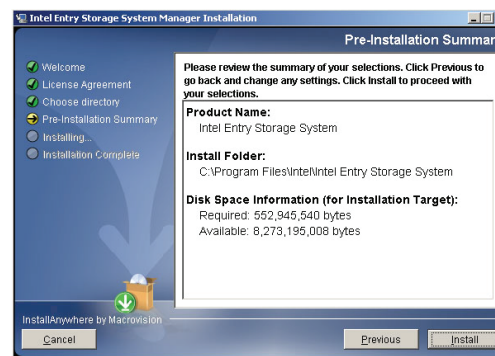 Intel Entry Storage System Manager Installation
Pre-Installation Summar
Welcome
License Agreement
Choose directory
Pre-Installation Summary
Installing...
Installation Complete
Please review the summary of your selections. Click Previous to
go back and change any settings. Click Install to proceed with
your selections.
Product Name:
Intel Entry Storage System
Install Folder:
C:\Program Files\Intel\Intel Entry Storage System
Disk Space Information (for Installation Target):
Required: 552,945,540 bytes
Available: 8,273,195,008 bytes
InstallAnywhere by Macrovision
Cancel
Previous
Install